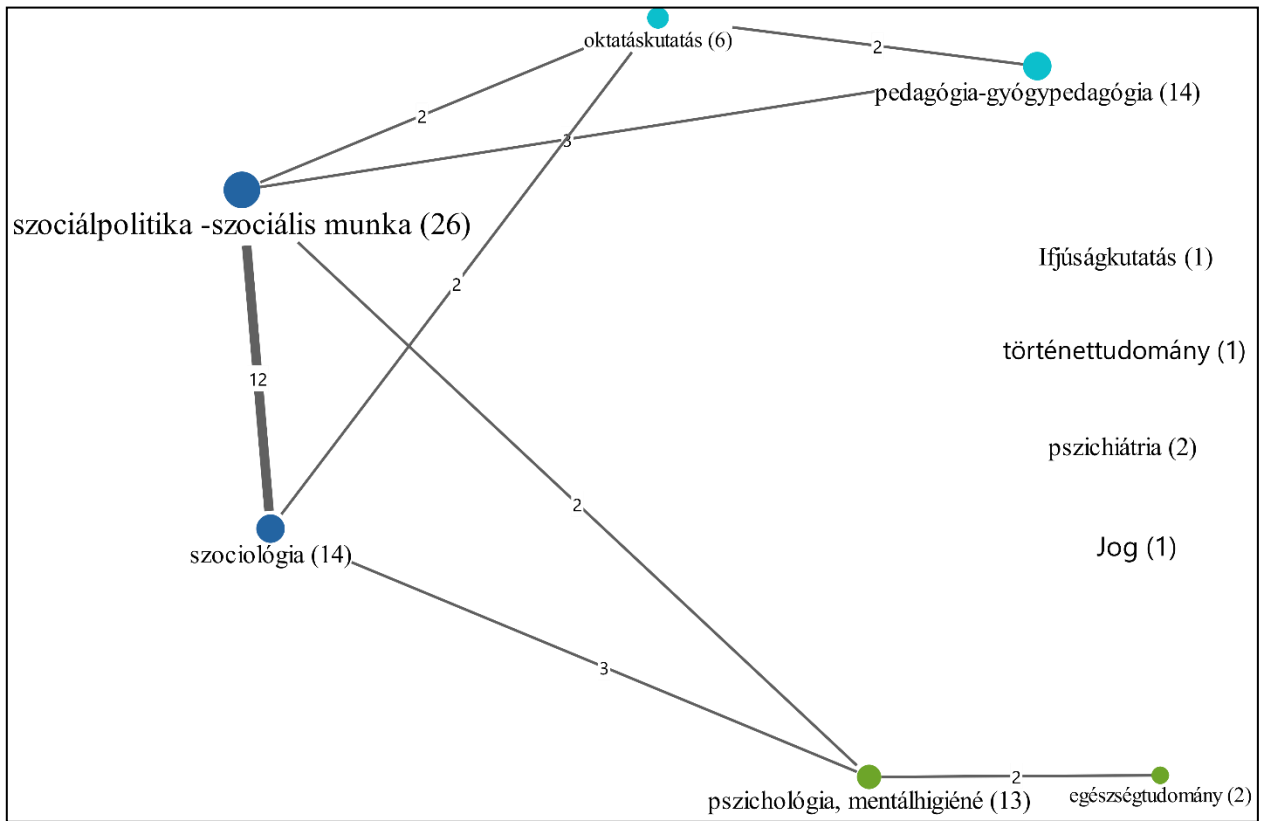 oktatáskutatás (6)
2
pedagógia-gyógypedagógia (14)
2
3
szociálpolitika -szociális munka (26)
Ifjúságkutatás (1)
2
történettudomány (1)
12
pszichiátria (2)
2
szociológia (14)
Jog (1)
3
pszichológia, mentálhigiéné (13)
2
egészségtudomány (2)